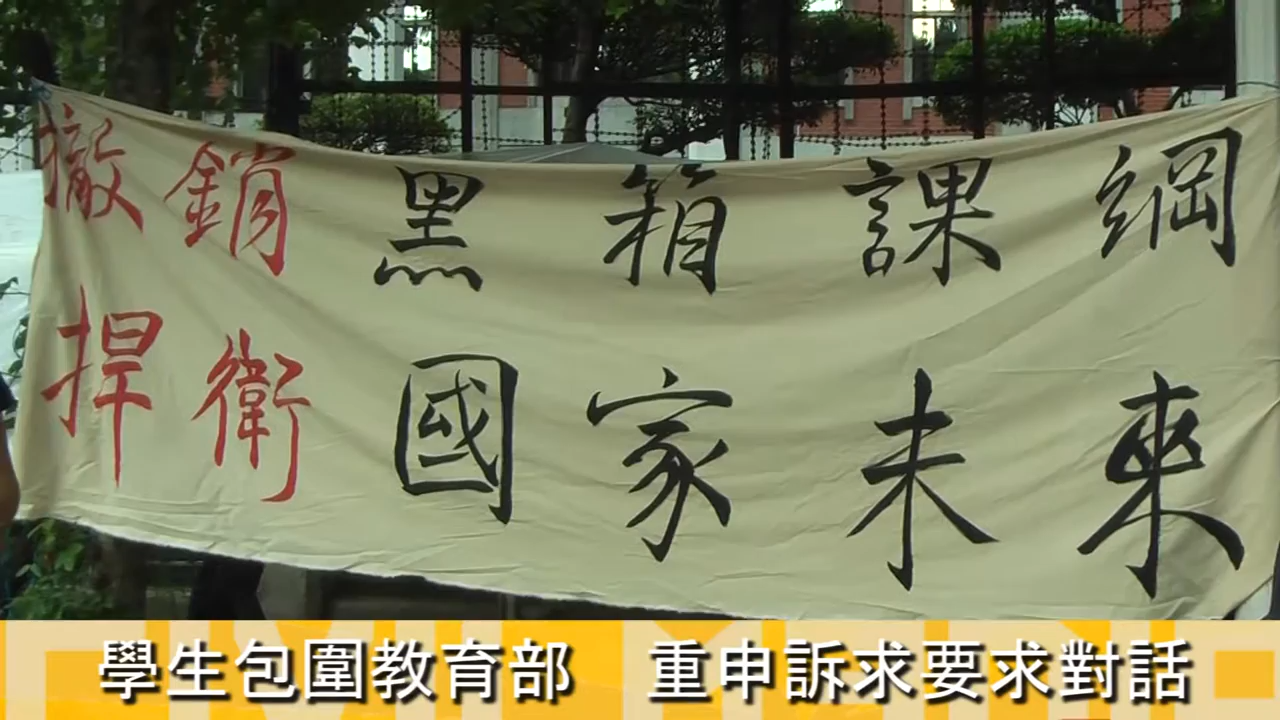 撤銷黑箱課綱
捍衛國家未來
學生包圍教育部 重申訴求要求對話